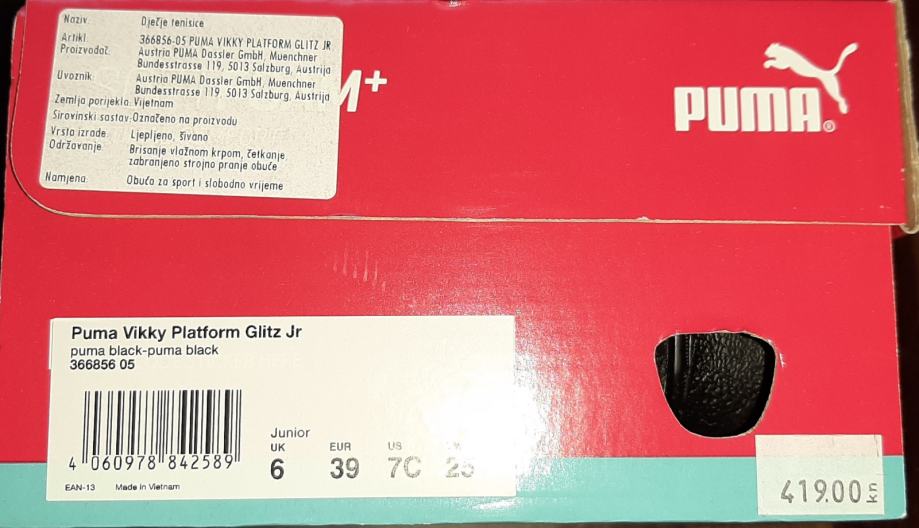 Naziv: Dječje tenisice
Artikl: 366856-05 PUMA VIKKY PLATFORM GLITZ JR
Proizvođač: Austria PUMA Dassler GmbH, Muenchner
Bundesstrasse 119, 5013 Salzburg, Austrija
Uvoznik: Austria PUMA Dassler GmbH, Muenchner
Bundesstrasse 119, 5013 Salzburg, Austrija
Zemlja porijekla: Vijetnam
Sirovinski sastav: Označeno na proizvodu
Vrsta izrade: Ljepljeno, šivano
Održavanje: Brisanje vlažnom krpom, četkanje,
zabranjeno strojno pranje obuće
Namjena: Obuća za sport i slobodno vrijeme
M+
PUMA®
Puma Vikky Platform Glitz Jr
puma black-puma black
366856 05
4 060978 842589
EAN-13 Made in Vietnam
Junior
UK EUR US
6 39 7C
419.00 kn